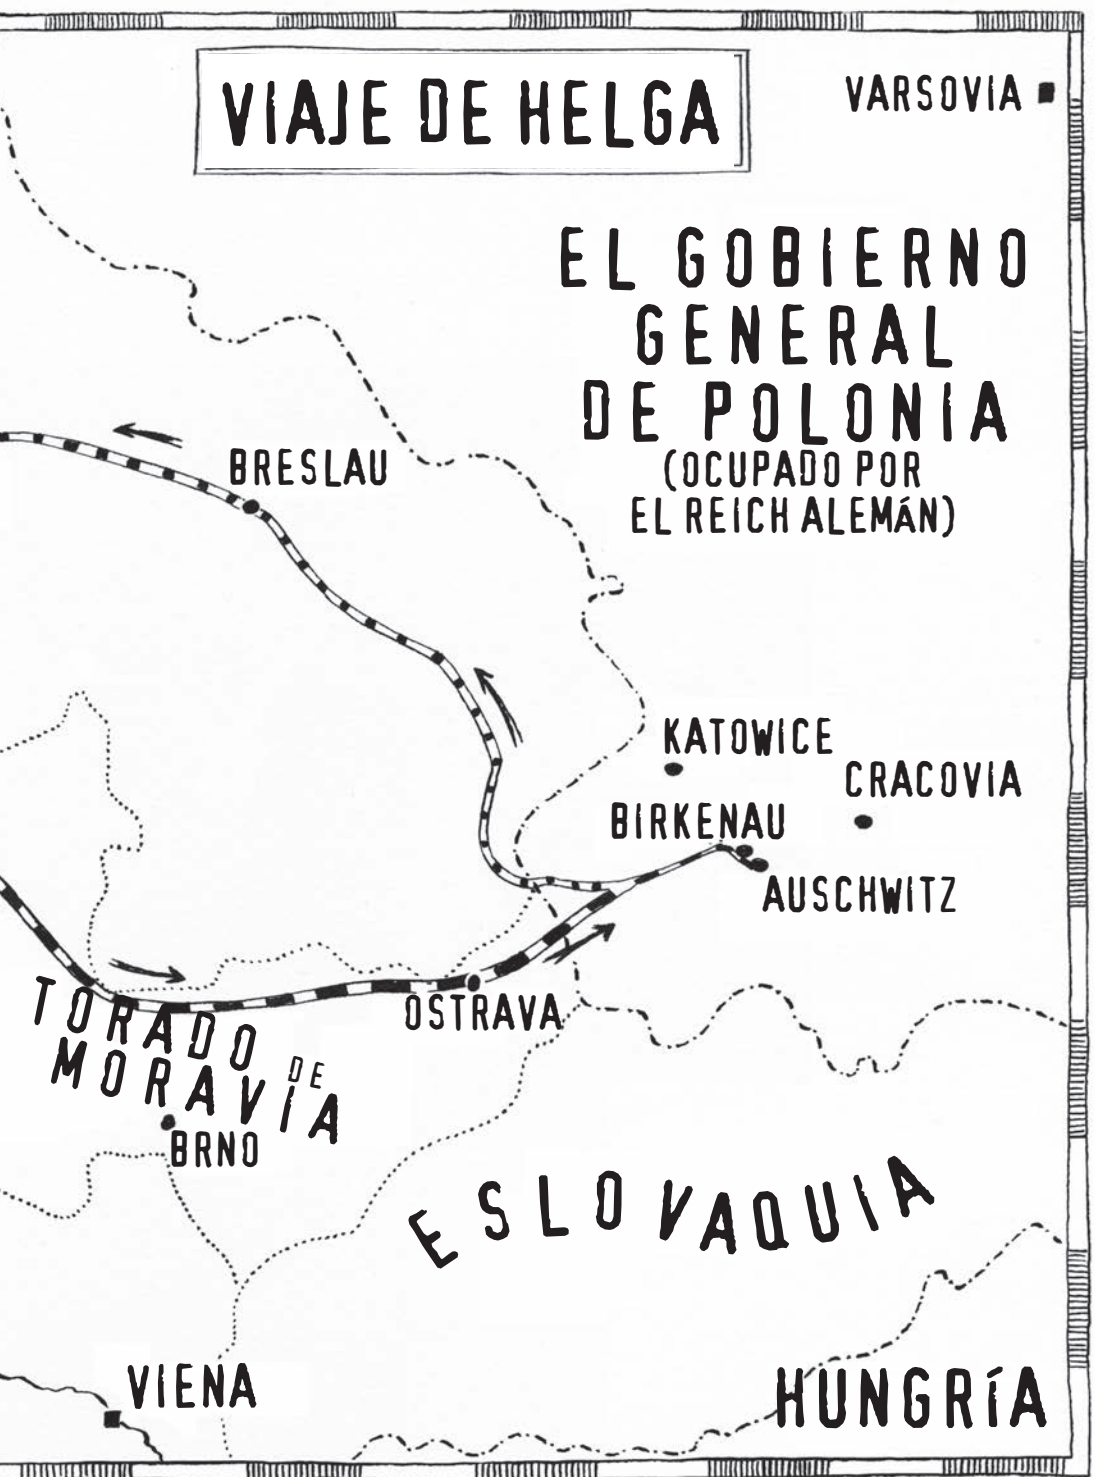 VIAJE DE HELGA
VARSOVIA
EL GOBIERNO
GENERAL
DE POLONIA
(OCUPADO POR
EL REICH ALEMÁN)
BRESLAU
KATOWICE
CRACOVIA
BIRKENAU
AUSCHWITZ
OSTRAVA
TORADO
DE
MORAVIA
BRNO
ESLOVAQUIA
VIENA
HUNGRÍA